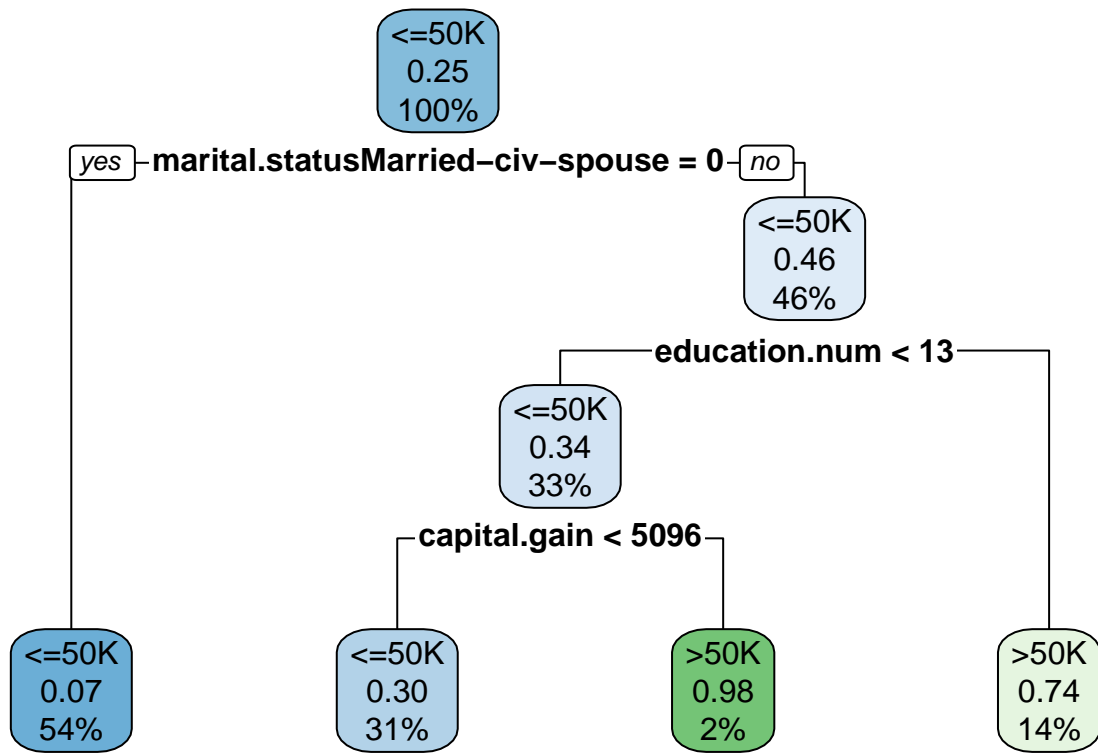 <=50K
0.25
100%
yes marital.statusMarried−civ−spouse = 0 no
<=50K
0.46
46%
education.num < 13
<=50K
0.34
33%
capital.gain < 5096
<=50K
0.07
54%
<=50K
0.30
31%
>50K
0.98
2%
>50K
0.74
14%